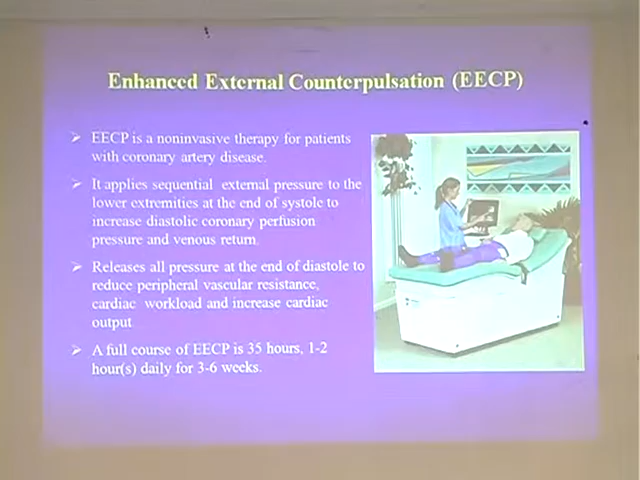 Enhanced External Counterpulsation (EECP)
➢ EECP is a noninvasive therapy for patients
with coronary artery disease.
➢ It applies sequential external pressure to the
lower extremities at the end of systole to
increase diastolic coronary perfusion
pressure and venous return.
➢ Releases all pressure at the end of diastole to
reduce peripheral vascular resistance,
cardiac workload and increase cardiac
output
➢ A full course of EECP is 35 hours, 1-2
hour(s) daily for 3-6 weeks.